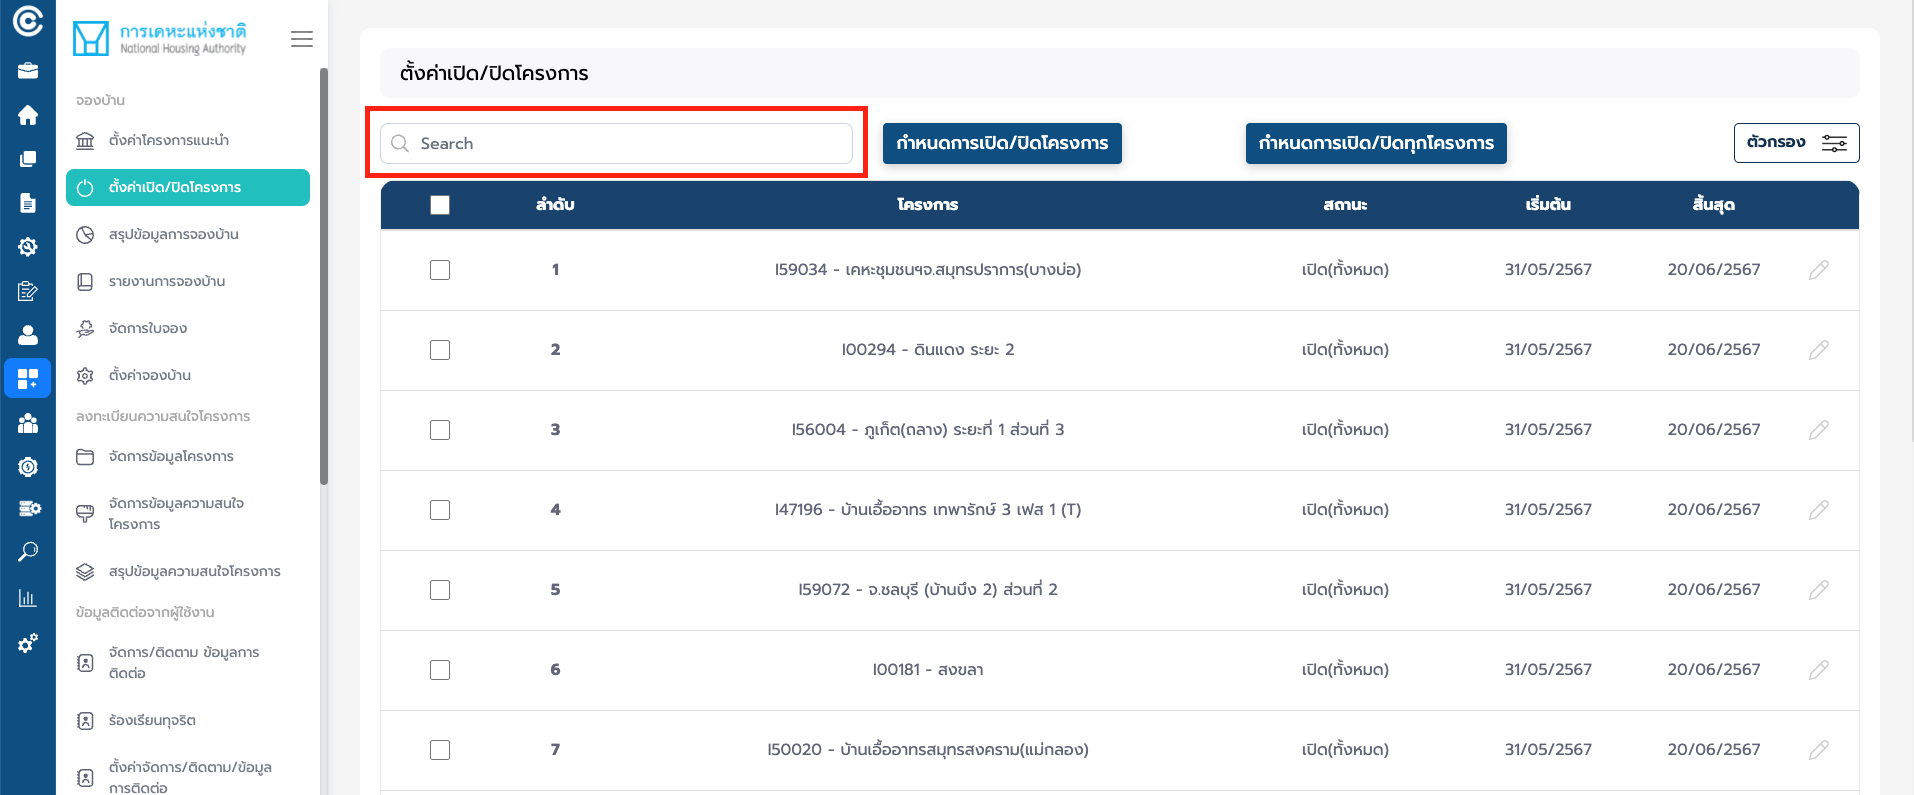 การเคหะแห่งชาติ
National Housing Authority
จองบ้าน
ตั้งค่าโครงการแนะนำ
ตั้งค่าเปิด/ปิดโครงการ
สรุปข้อมูลการจองบ้าน
รายงานการจองบ้าน
จัดการใบจอง
ตั้งค่าจองบ้าน
ลงทะเบียนความสนใจโครงการ
จัดการข้อมูลโครงการ
จัดการข้อมูลความสนใจ
โครงการ
สรุปข้อมูลความสนใจโครงการ
ข้อมูลติดต่อจากผู้ใช้งาน
จัดการ/ติดตาม ข้อมูลการ
ติดต่อ
ร้องเรียนทุจริต
ตั้งค่าจัดการ/ติดตาม/ข้อมูล
การติดต่อ
ตั้งค่าเปิด/ปิดโครงการ
Search
กำหนดการเปิด/ปิดโครงการ
กำหนดการเปิด/ปิดทุกโครงการ
ตัวกรอง
ลำดับ โครงการ สถานะ เริ่มต้น สิ้นสุด
1 I59034 - เคหะชุมชนฯจ.สมุทรปราการ(บางบ่อ) เปิด(ทั้งหมด) 31/05/2567 20/06/2567
2 I00294 - ดินแดง ระยะ 2 เปิด(ทั้งหมด) 31/05/2567 20/06/2567
3 I56004 - ภูเก็ต(ถลาง) ระยะที่ 1 ส่วนที่ 3 เปิด(ทั้งหมด) 31/05/2567 20/06/2567
4 I47196 - บ้านเอื้ออาทร เทพารักษ์ 3 เฟส 1 (T) เปิด(ทั้งหมด) 31/05/2567 20/06/2567
5 I59072 - จ.ชลบุรี (บ้านบึง 2) ส่วนที่ 2 เปิด(ทั้งหมด) 31/05/2567 20/06/2567
6 I00181 - สงขลา เปิด(ทั้งหมด) 31/05/2567 20/06/2567
7 I50020 - บ้านเอื้ออาทรสมุทรสงคราม(แม่กลอง) เปิด(ทั้งหมด) 31/05/2567 20/06/2567